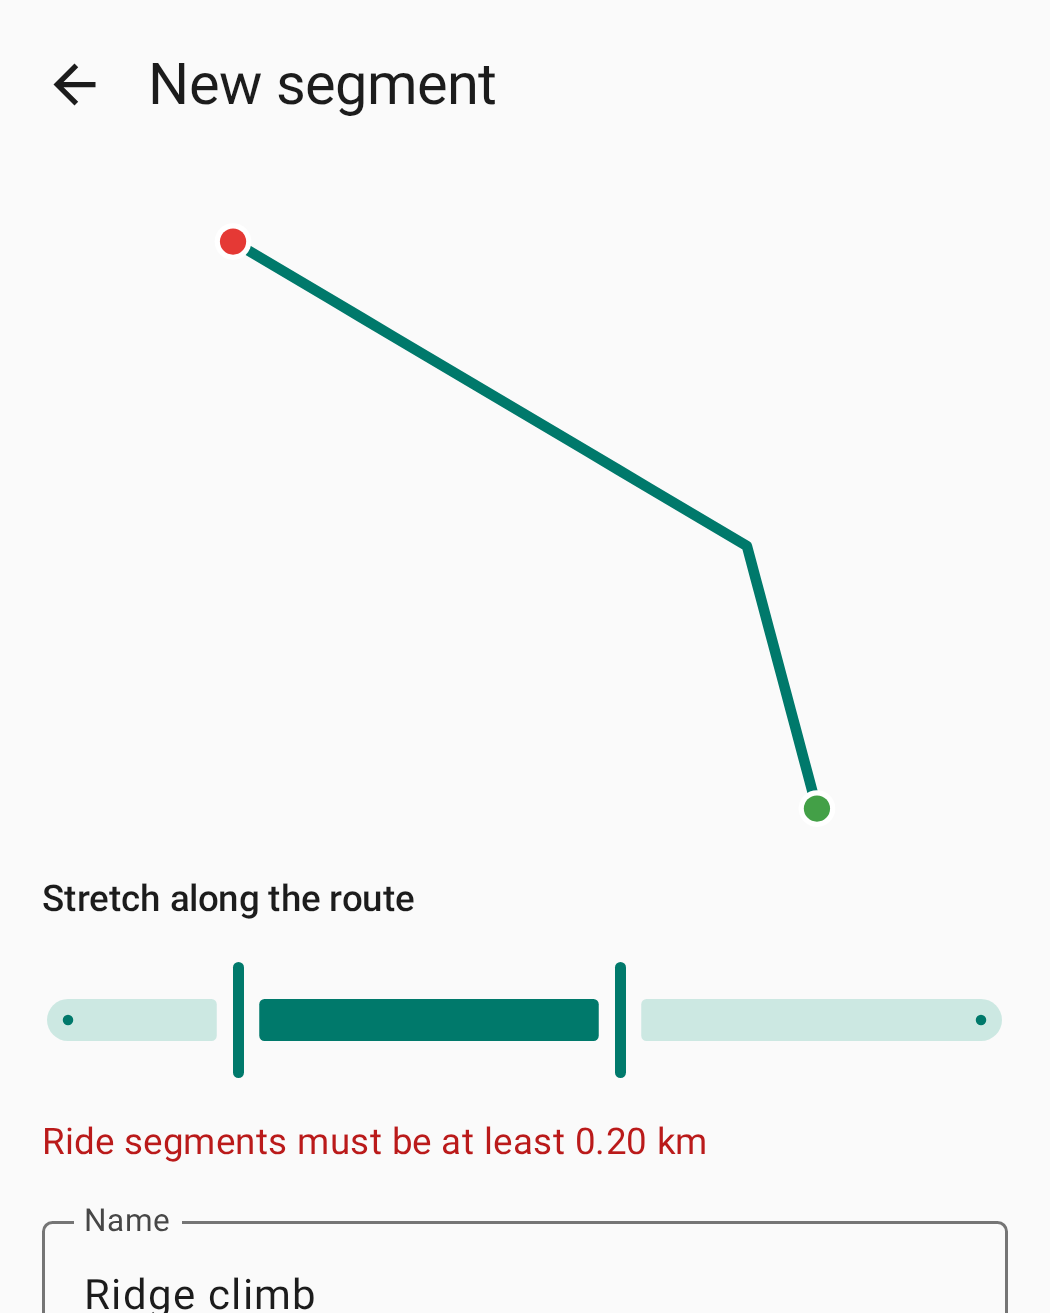 New segment
Stretch along the route
Ride segments must be at least 0.20 km
Name
Ridge climb